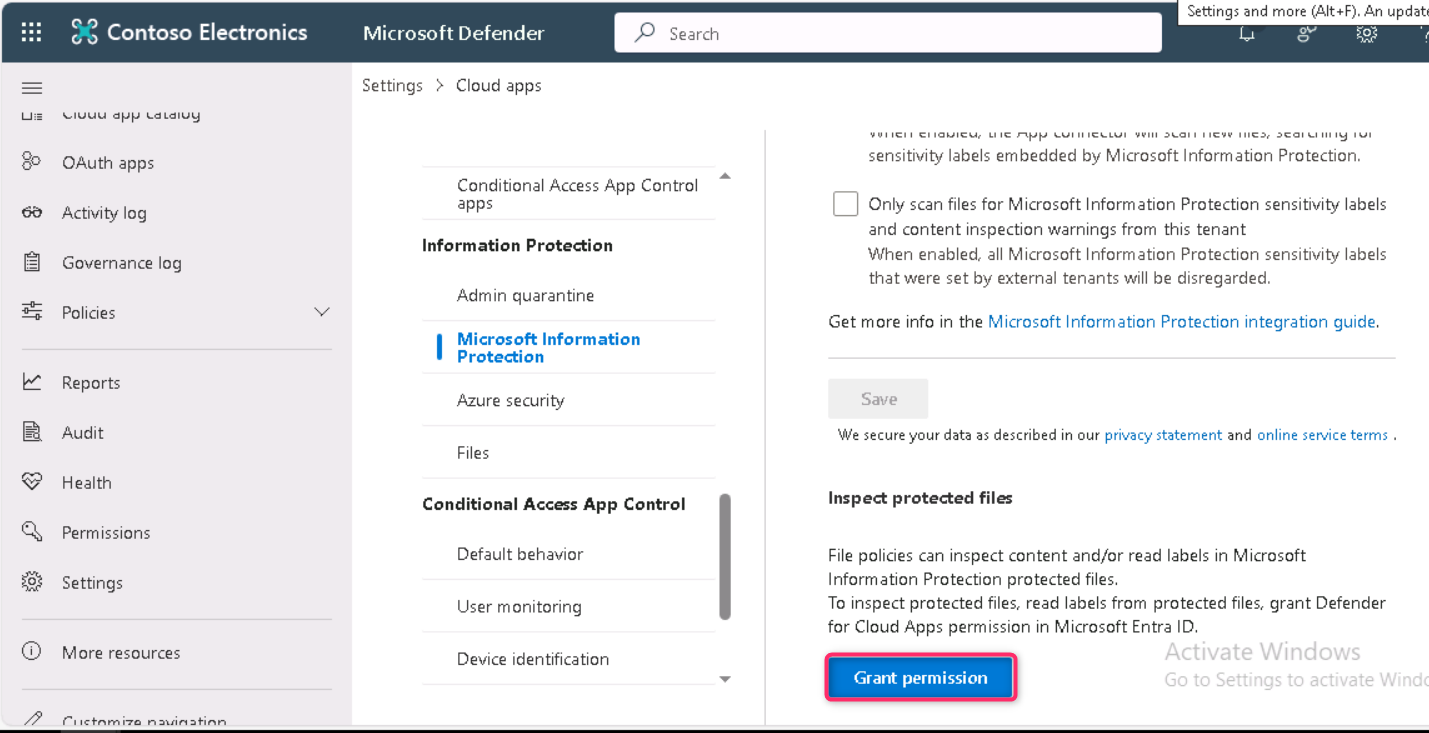 Settings and more (Alt+F). An update
Contoso Electronics
Microsoft Defender
Search
Cloud app catalog
OAuth apps
Activity log
Governance log
Policies
Reports
Audit
Health
Permissions
Settings
More resources
Customize navigation
Settings > Cloud apps
Conditional Access App Control
apps
Information Protection
Admin quarantine
Microsoft Information
Protection
Azure security
Files
Conditional Access App Control
Default behavior
User monitoring
Device identification
When enabled, the App connector will scan new files, searching for
sensitivity labels embedded by Microsoft Information Protection.
Only scan files for Microsoft Information Protection sensitivity labels
and content inspection warnings from this tenant
When enabled, all Microsoft Information Protection sensitivity labels
that were set by external tenants will be disregarded.
Get more info in the Microsoft Information Protection integration guide.
Save
We secure your data as described in our privacy statement and online service terms .
Inspect protected files
File policies can inspect content and/or read labels in Microsoft
Information Protection protected files.
To inspect protected files, read labels from protected files, grant Defender
for Cloud Apps permission in Microsoft Entra ID.
Grant permission
Activate Windows
Go to Settings to activate Windo